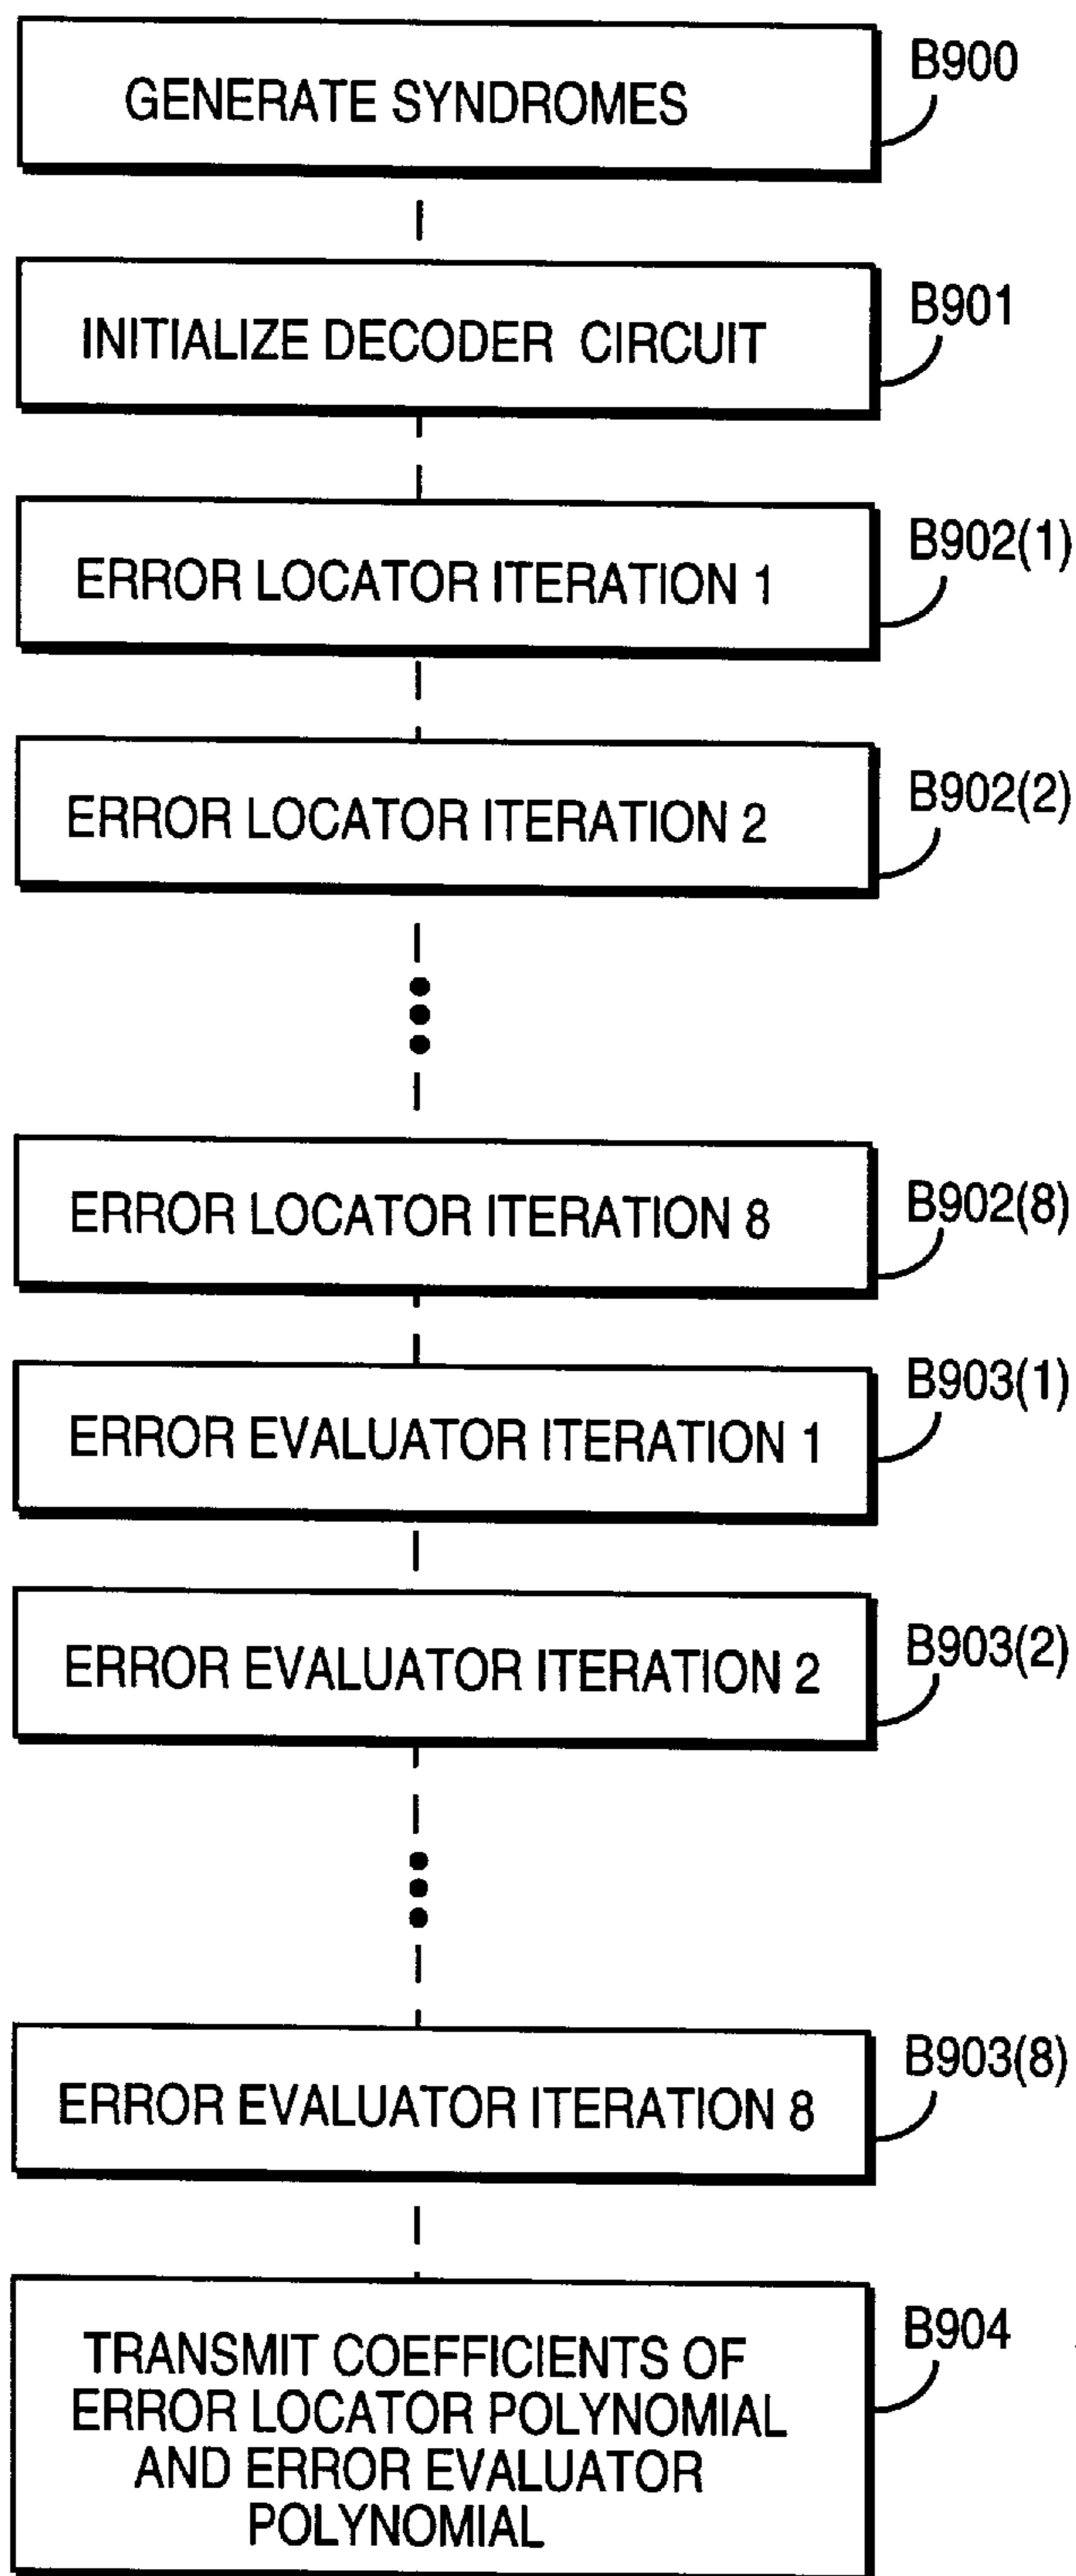 GENERATE SYNDROMES
B900
INITIALIZE DECODER CIRCUIT
B901
ERROR LOCATOR ITERATION 1
B902(1)
ERROR LOCATOR ITERATION 2
B902(2)
ERROR LOCATOR ITERATION 8
B902(8)
ERROR EVALUATOR ITERATION 1
B903(1)
ERROR EVALUATOR ITERATION 2
B903(2)
ERROR EVALUATOR ITERATION 8
B903(8)
TRANSMIT COEFFICIENTS OF
ERROR LOCATOR POLYNOMIAL
AND ERROR EVALUATOR
POLYNOMIAL
B904